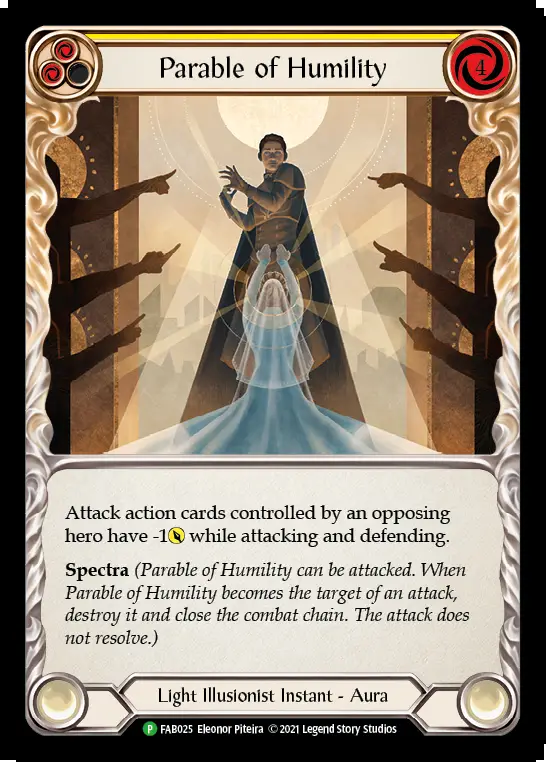 Parable of Humility
4
Attack action cards controlled by an opposing
hero have -1 while attacking and defending.
Spectra (Parable of Humility can be attacked. When
Parable of Humility becomes the target of an attack,
destroy it and close the combat chain. The attack does
not resolve.)
Light Illusionist Instant - Aura
P FAB025 Eleonor Piteira © 2021 Legend Story Studios